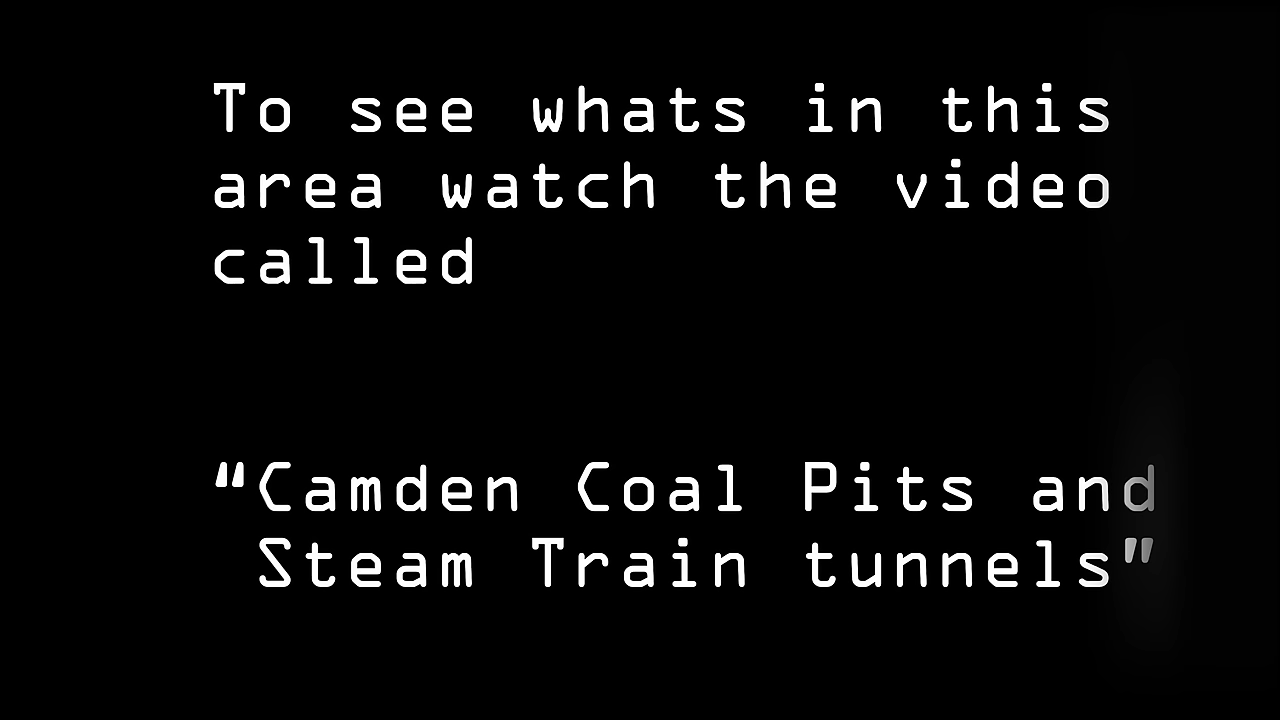 To see whats in this
area watch the video
called
“Camden Coal Pits and
Steam Train tunnels”